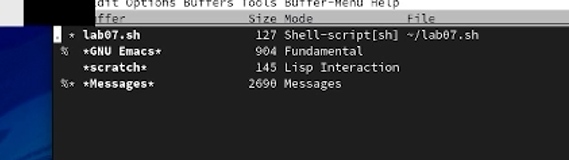 dit Options Buffers Tools Buffer-Menu Help
uffer Size Mode File
. * lab07.sh 127 Shell-script[sh] ~/lab07.sh
% *GNU Emacs* 904 Fundamental
*scratch* 145 Lisp Interaction
%* *Messages* 2690 Messages